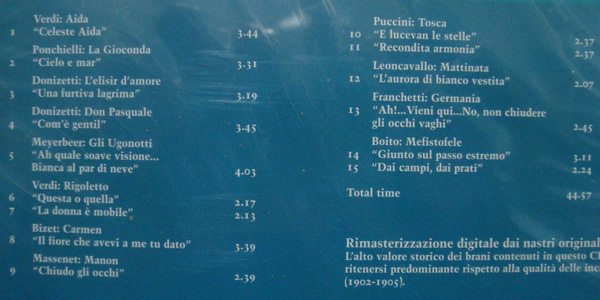 Verdi: Aida
1 "Celeste Aida" 3.44
Ponchielli: La Gioconda
2 "Cielo e mar" 3.31
Donizetti: L'elisir d'amore
3 "Una furtiva lagrima" 3.19
Donizetti: Don Pasquale
4 "Com'è gentil" 3.45
Meyerbeer: Gli Ugonotti
5 "Ah quale soave visione...
Bianca al par di neve" 4.03
Verdi: Rigoletto
6 "Questa o quella" 2.17
7 "La donna è mobile" 2.13
Bizet: Carmen
8 "Il fiore che avevi a me tu dato" 3.39
Massenet: Manon
9 "Chiudo gli occhi" 2.39
Puccini: Tosca
10 "E lucevan le stelle" 2.37
11 "Recondita armonia" 2.37
Leoncavallo: Mattinata
12 "L'aurora di bianco vestita" 2.07
Franchetti: Germania
13 "Ah!...Vieni qui...No, non chiudere
gli occhi vaghi" 2.45
Boito: Mefistofele
14 "Giunto sul passo estremo" 3.11
15 "Dai campi, dai prati" 2.24
Total time 44.57
Rimasterizzazione digitale dai nastri original
L'alto valore storico dei brani contenuti in questo C
ritenersi predominante rispetto alla qualità delle inc
(1902-1905).